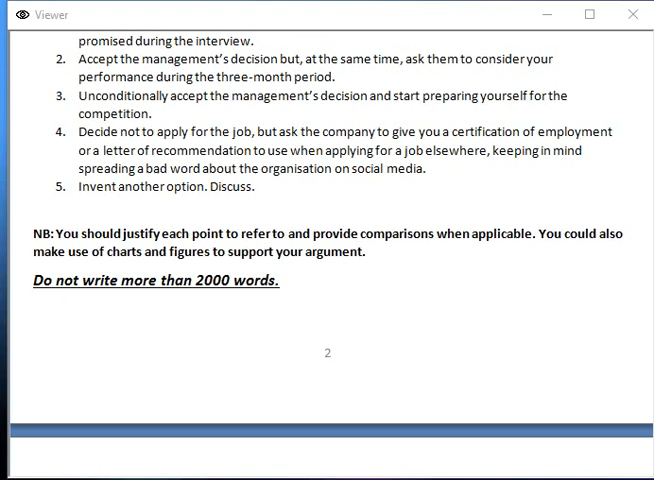 Viewer
promised during the interview.
2. Accept the management's decision but, at the same time, ask them to consider your
performance during the three-month period.
3. Unconditionally accept the management's decision and start preparing yourself for the
competition.
4. Decide not to apply for the job, but ask the company to give you a certification of employment
or a letter of recommendation to use when applying for a job elsewhere, keeping in mind
spreading a bad word about the organisation on social media.
5. Invent another option. Discuss.
NB: You should justify each point to refer to and provide comparisons when applicable. You could also
make use of charts and figures to support your argument.
Do not write more than 2000 words.
2